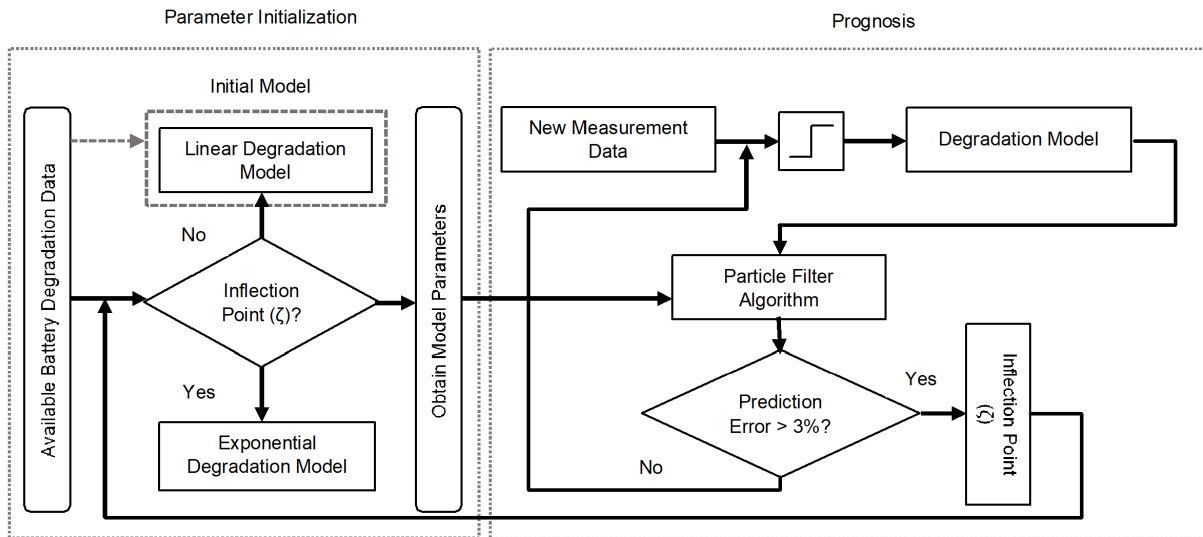 Parameter Initialization
Prognosis
Initial Model
Available Battery Degradation Data
Linear Degradation
Model
No
Inflection
Point (ζ)?
Yes
Exponential
Degradation Model
Obtain Model Parameters
New Measurement
Data
Degradation Model
Particle Filter
Algorithm
Prediction
Error > 3%?
Yes
No
Inflection Point
(ζ)